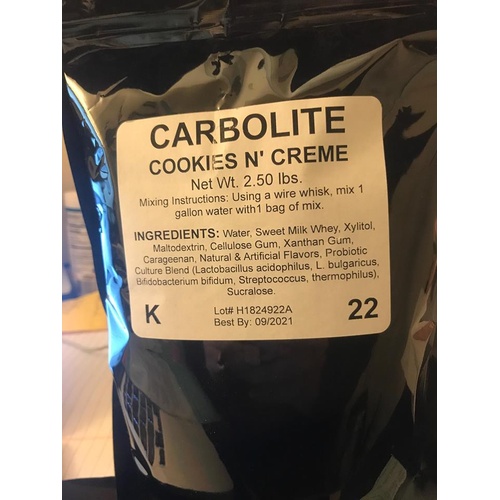 CARBOLITE
COOKIES N' CREME
Net Wt. 2.50 lbs.
Mixing Instructions: Using a wire whisk, mix 1
gallon water with1 bag of mix.
INGREDIENTS: Water, Sweet Milk Whey, Xylitol,
Maltodextrin, Cellulose Gum, Xanthan Gum,
Carageenan, Natural & Artificial Flavors, Probiotic
Culture Blend (Lactobacillus acidophilus, L. bulgaricus,
Bifidobacterium bifidum, Streptococcus, thermophilus),
Sucralose.
K
Lot# H1824922A
Best By: 09/2021
22